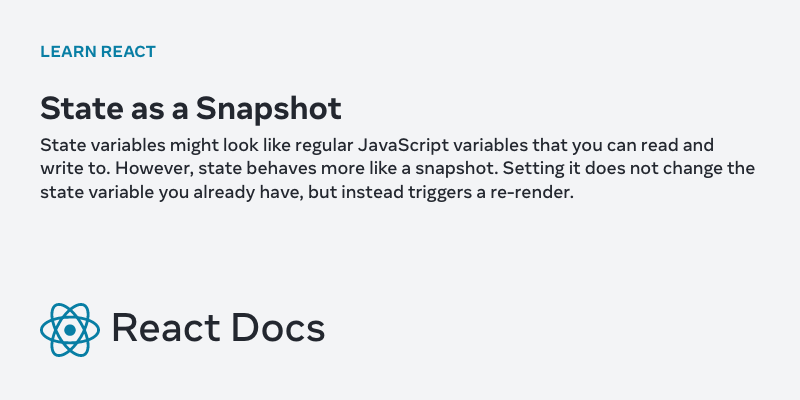 LEARN REACT
State as a Snapshot
State variables might look like regular JavaScript variables that you can read and
write to. However, state behaves more like a snapshot. Setting it does not change the
state variable you already have, but instead triggers a re-render.
React Docs